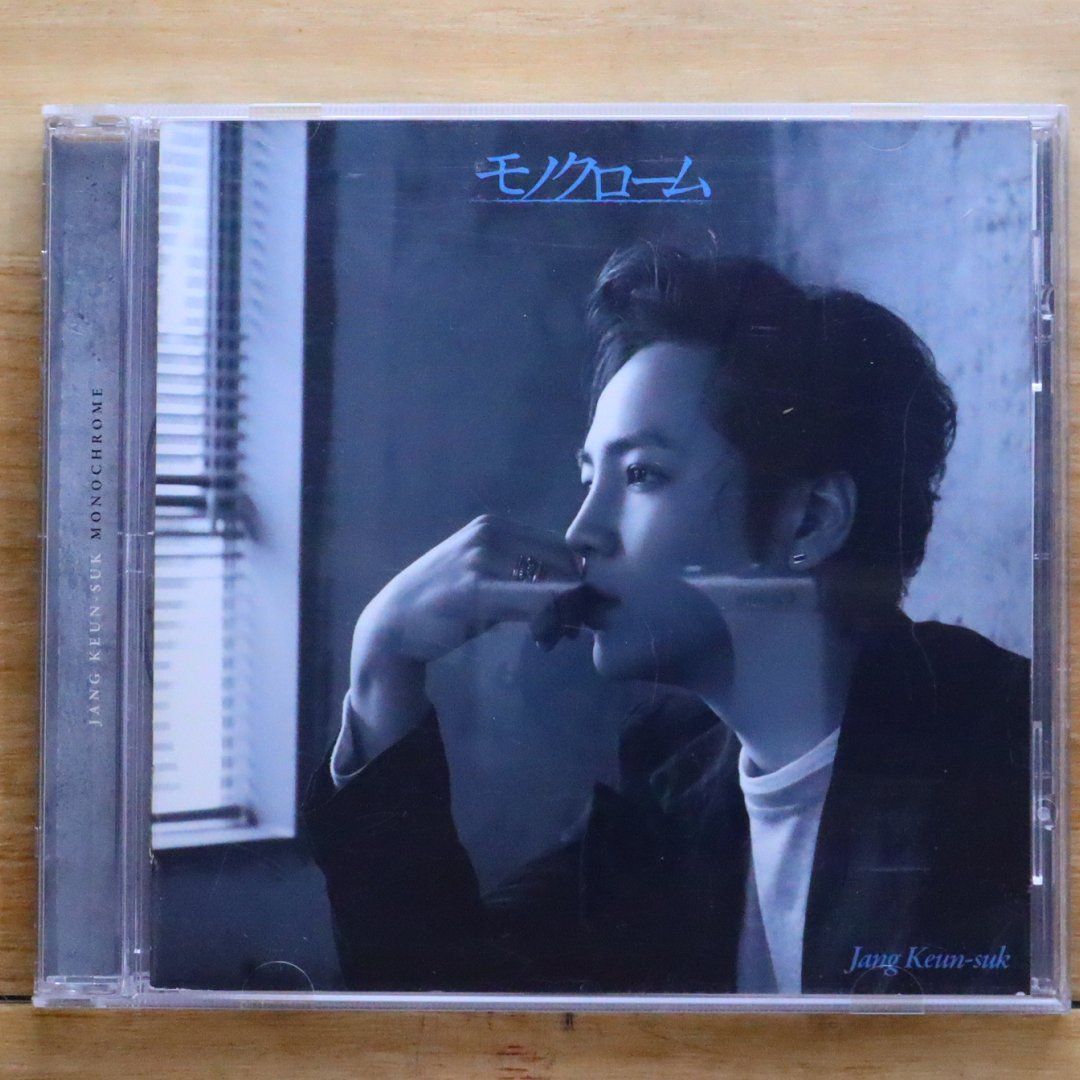 モノクローム
JANG KEUN SUK MONOCHROME
Jang Keun-suk